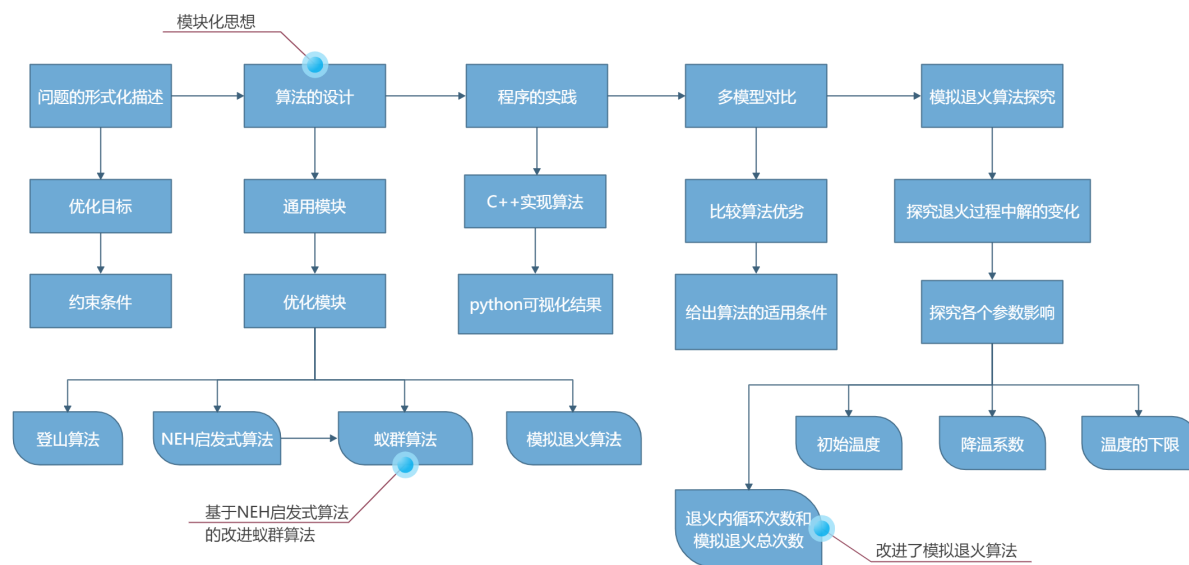 模块化思想
问题的形式化描述
算法的设计
程序的实践
多模型对比
模拟退火算法探究
优化目标
通用模块
C++实现算法
比较算法优劣
探究退火过程中解的变化
约束条件
优化模块
python可视化结果
给出算法的适用条件
探究各个参数影响
登山算法
NEH启发式算法
蚁群算法
模拟退火算法
初始温度
降温系数
温度的下限
基于NEH启发式算法
的改进蚁群算法
退火内循环次数和
模拟退火总次数
改进了模拟退火算法